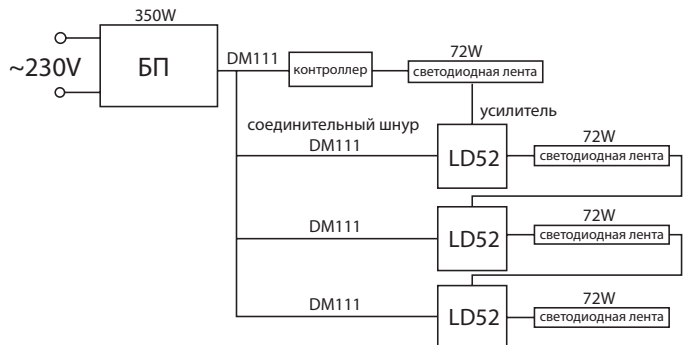 350W
~230V
БП
DM111
контроллер
72W
светодиодная лента
усилитель
соединительный шнур
DM111
LD52
72W
светодиодная лента
DM111
LD52
72W
светодиодная лента
DM111
LD52
72W
светодиодная лента